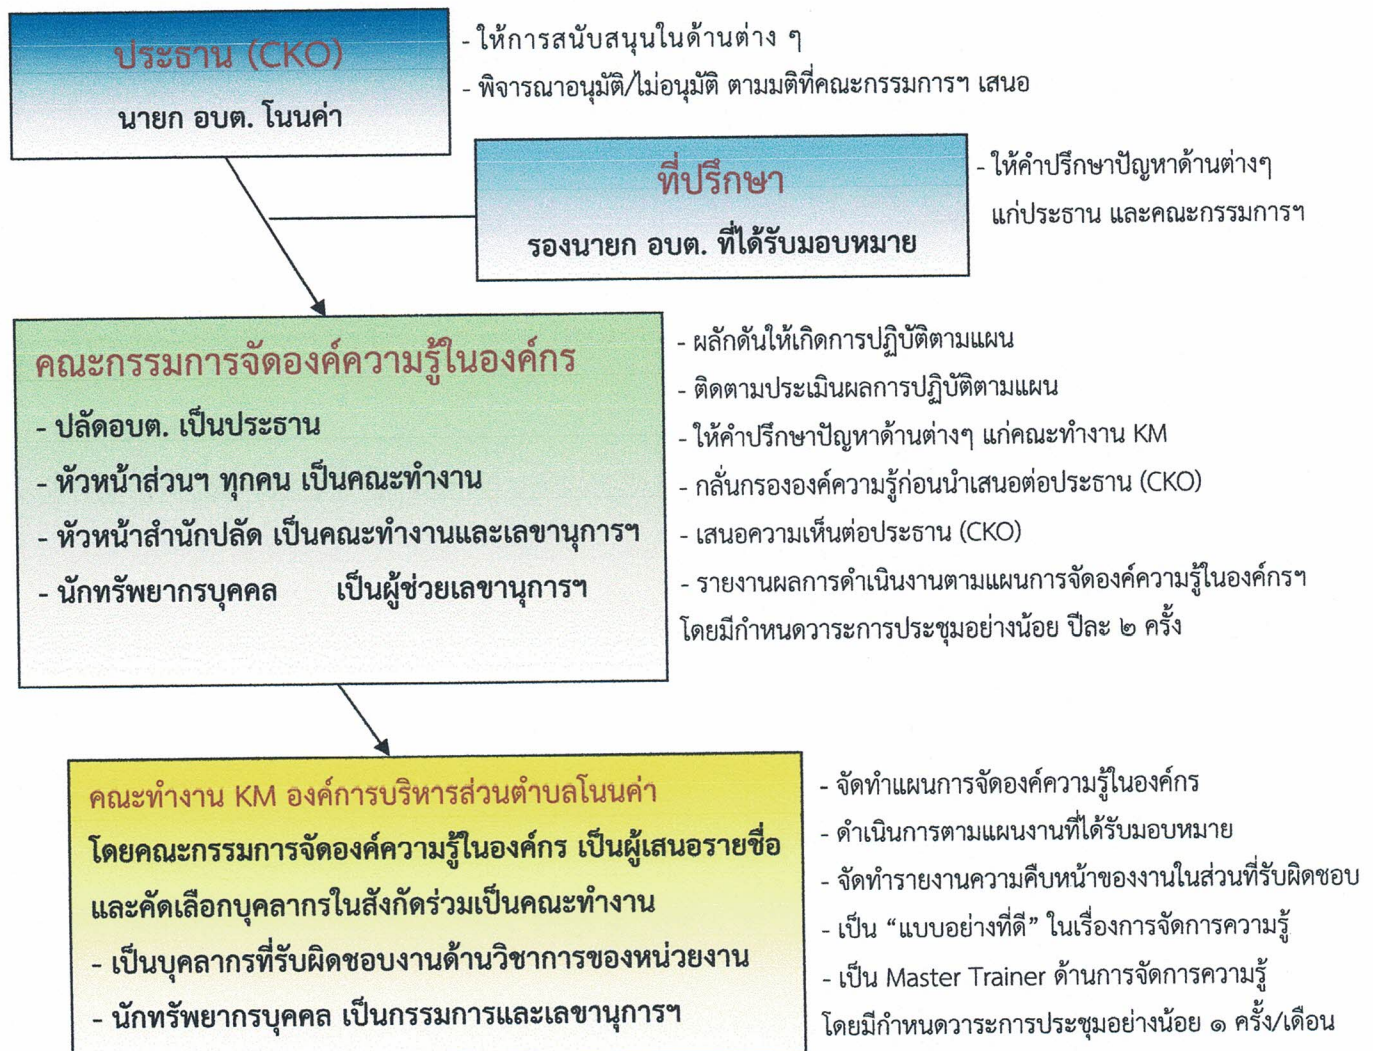 ประธาน (CKO)
นายก อบต. โนนค่า
- ให้การสนับสนุนในด้านต่าง ๆ
- พิจารณาอนุมัติ/ไม่อนุมัติ ตามมติที่คณะกรรมการฯ เสนอ
ที่ปรึกษา
รองนายก อบต. ที่ได้รับมอบหมาย
- ให้คำปรึกษาปัญหาด้านต่างๆ
แก่ประธาน และคณะกรรมการฯ
คณะกรรมการจัดองค์ความรู้ในองค์กร
- ปลัดอบต. เป็นประธาน
- หัวหน้าส่วนฯ ทุกคน เป็นคณะทำงาน
- หัวหน้าสำนักปลัด เป็นคณะทำงานและเลขานุการฯ
- นักทรัพยากรบุคคล เป็นผู้ช่วยเลขานุการฯ
- ผลักดันให้เกิดการปฏิบัติตามแผน
- ติดตามประเมินผลการปฏิบัติตามแผน
- ให้คำปรึกษาปัญหาด้านต่างๆ แก่คณะทำงาน KM
- กลั่นกรององค์ความรู้ก่อนนำเสนอต่อประธาน (CKO)
- เสนอความเห็นต่อประธาน (CKO)
- รายงานผลการดำเนินงานตามแผนการจัดองค์ความรู้ในองค์กรฯ
โดยมีกำหนดวาระการประชุมอย่างน้อย ปีละ ๒ ครั้ง
คณะทำงาน KM องค์การบริหารส่วนตำบลโนนค่า
โดยคณะกรรมการจัดองค์ความรู้ในองค์กร เป็นผู้เสนอรายชื่อ
และคัดเลือกบุคลากรในสังกัดร่วมเป็นคณะทำงาน
- เป็นบุคลากรที่รับผิดชอบงานด้านวิชาการของหน่วยงาน
- นักทรัพยากรบุคคล เป็นกรรมการและเลขานุการฯ
- จัดทำแผนการจัดองค์ความรู้ในองค์กร
- ดำเนินการตามแผนงานที่ได้รับมอบหมาย
- จัดทำรายงานความคืบหน้าของงานในส่วนที่รับผิดชอบ
- เป็น “แบบอย่างที่ดี” ในเรื่องการจัดการความรู้
- เป็น Master Trainer ด้านการจัดการความรู้
โดยมีกำหนดวาระการประชุมอย่างน้อย ๑ ครั้ง/เดือน